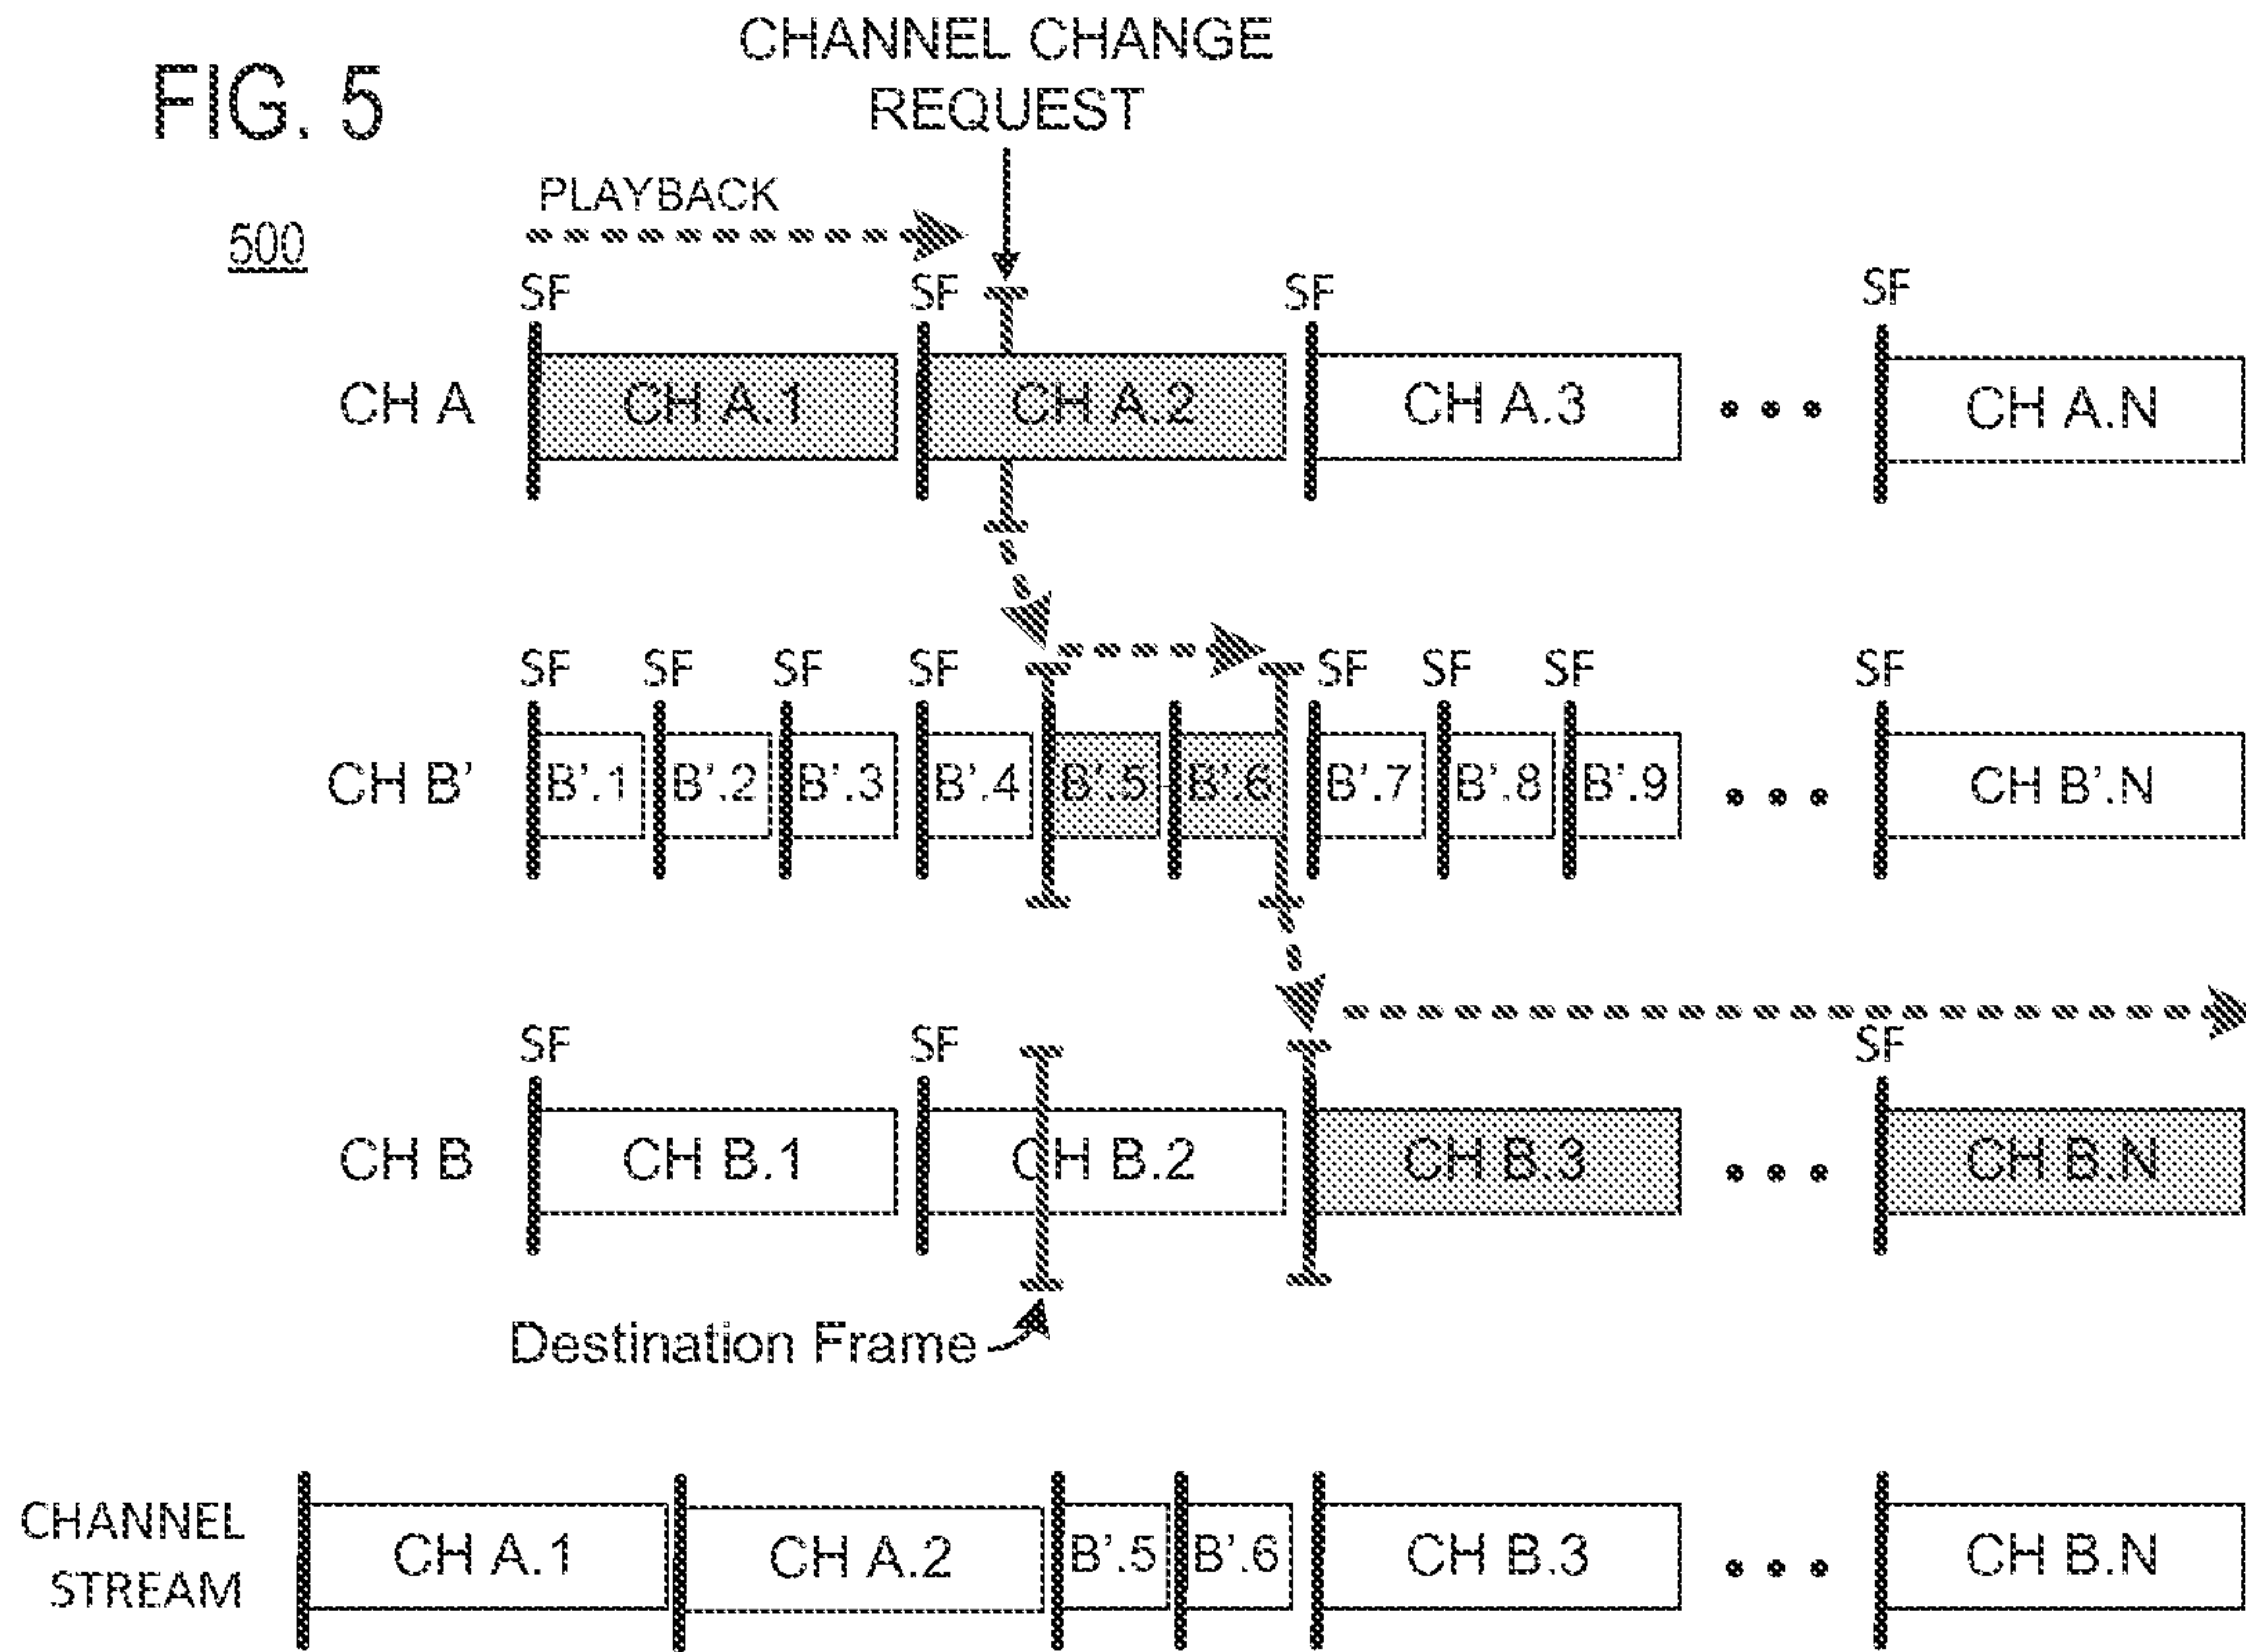 FIG. 5
CHANNEL CHANGE
REQUEST
PLAYBACK
500
SF SF SF SF
CH A CH A.1 CH A.2 CH A.3 ••• CH A.N
SF SF SF SF SF SF SF SF
CH B' B'.1 B'.2 B'.3 B'.4 B'.5 B'.6 B'.7 B'.8 B'.9 ••• CH B'.N
SF SF SF
CH B CH B.1 CH B.2 CH B.3 ••• CH B.N
Destination Frame
CHANNEL
STREAM
CH A.1 CH A.2 B'.5 B'.6 CH B.3 ••• CH B.N